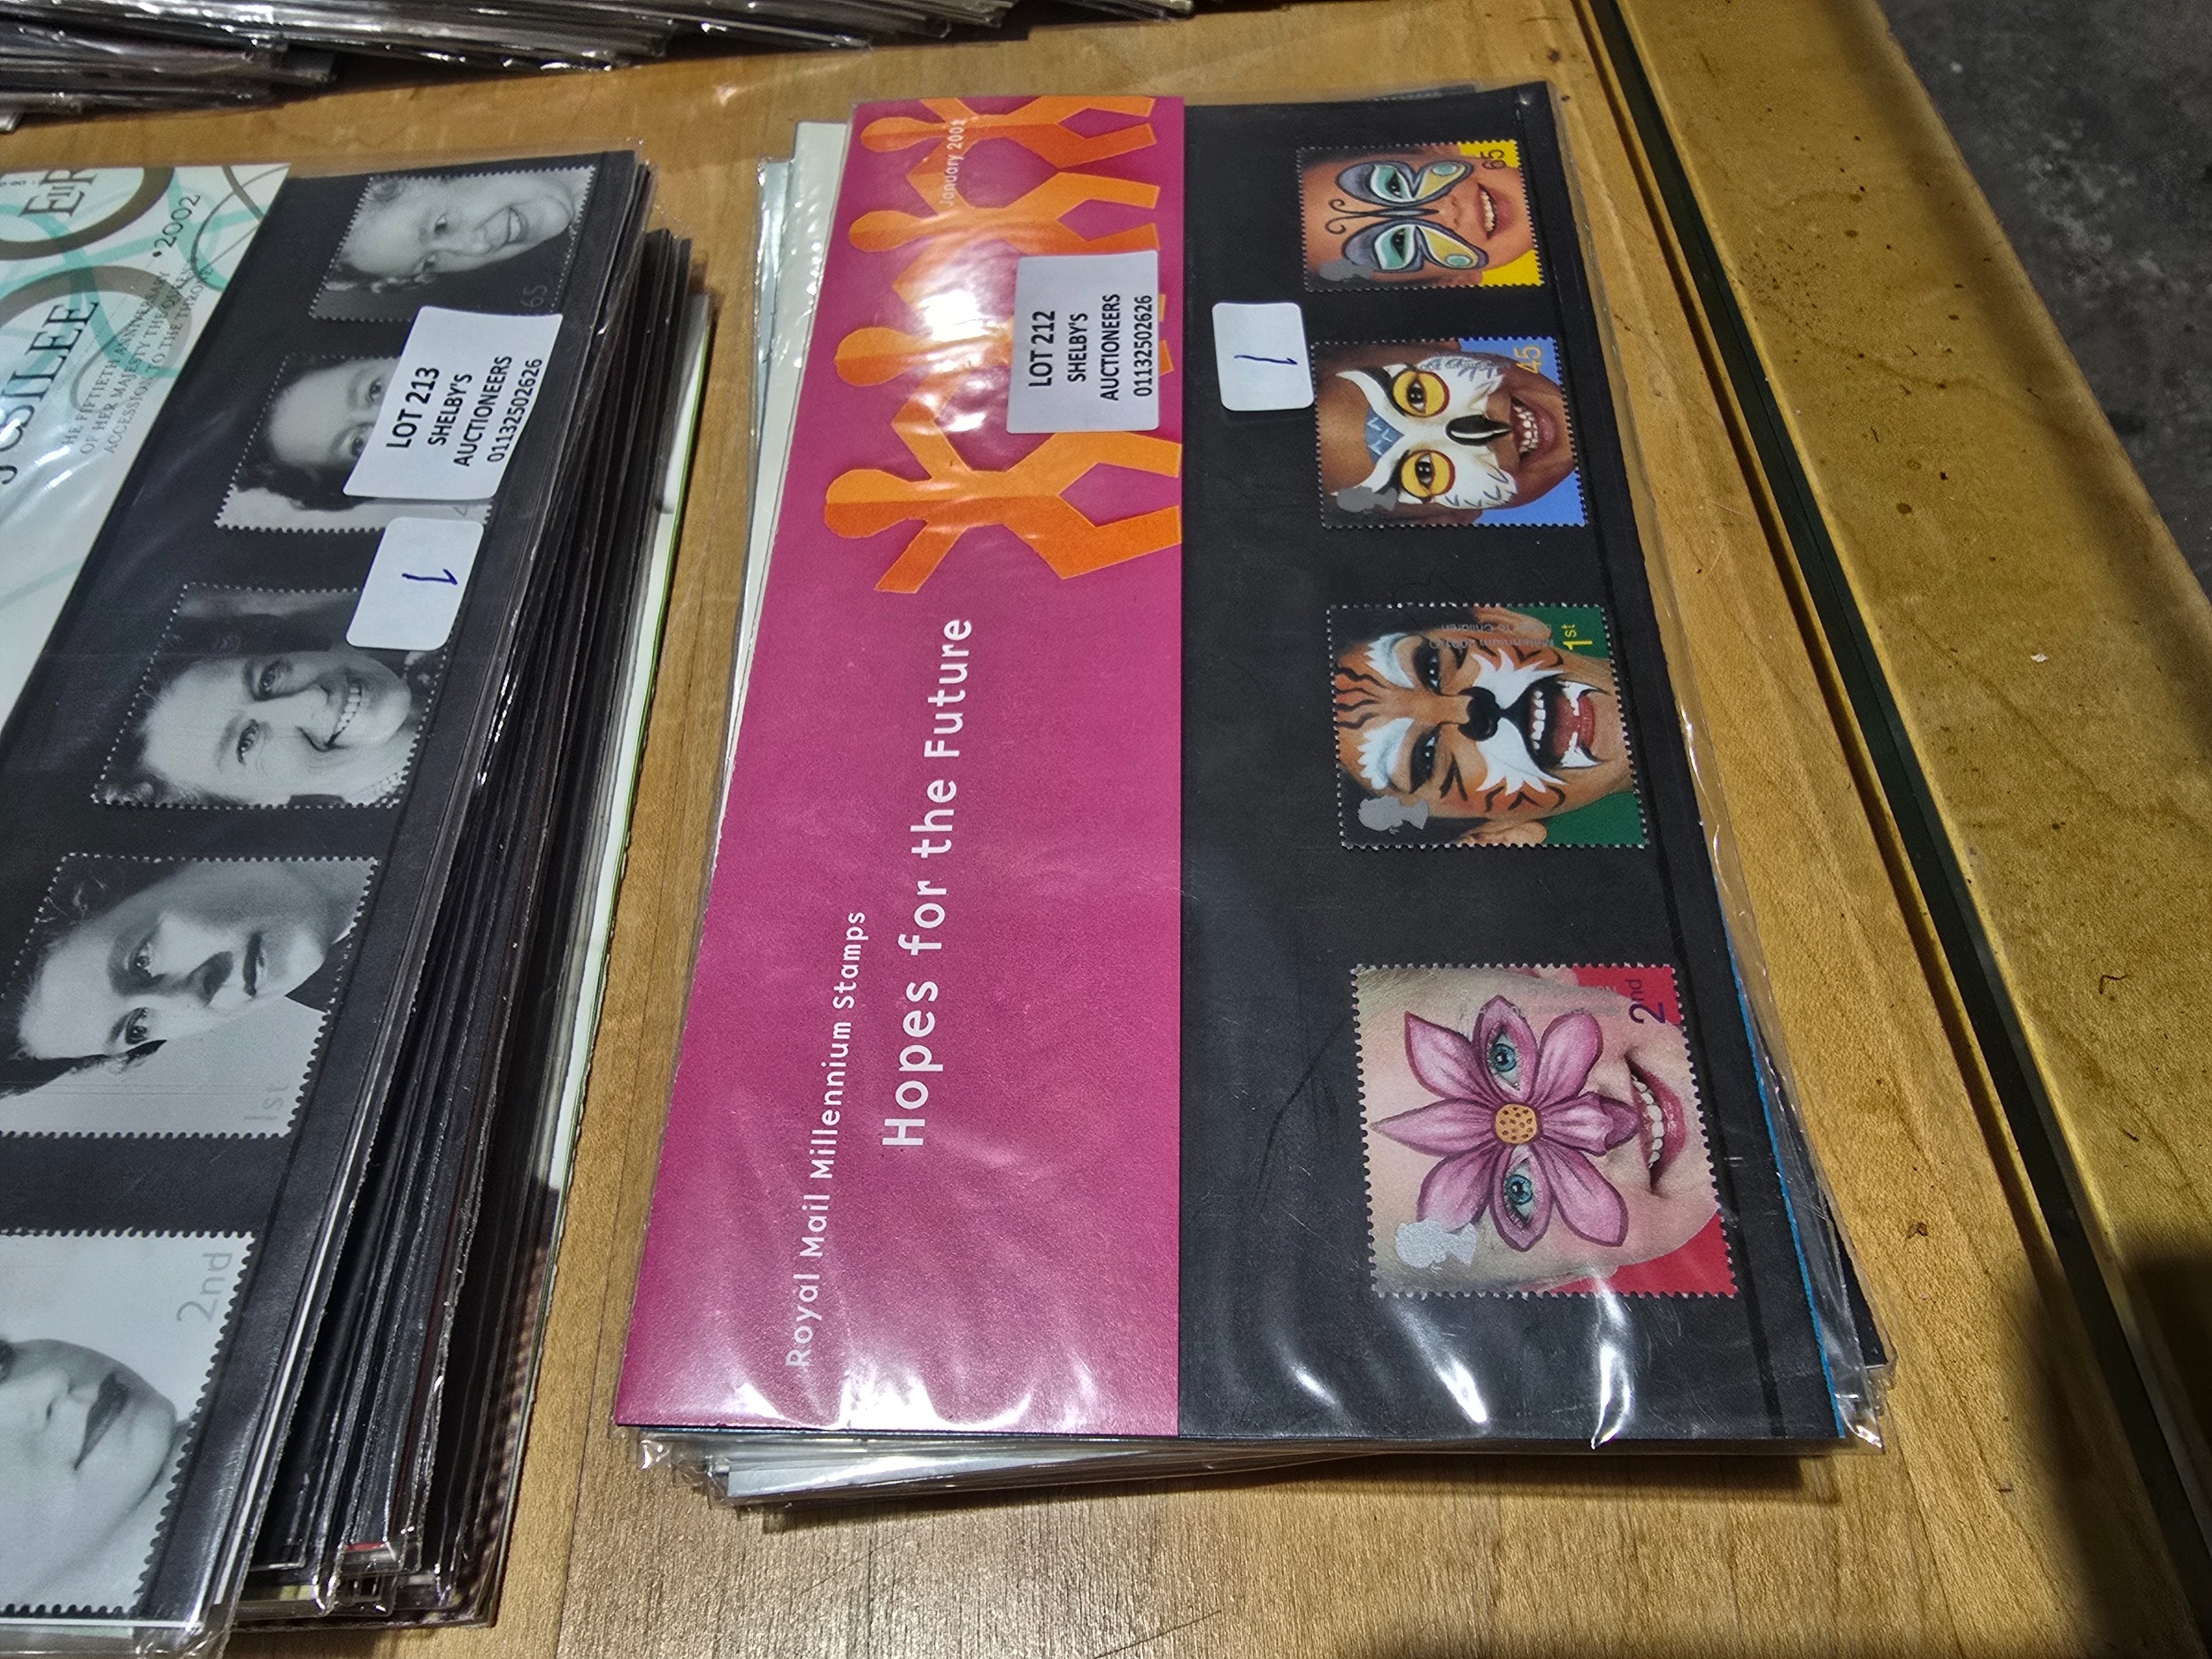 EIIR
JUBILEE
•2002
THE FIFTIETH ANNIVERSARY
OF HER MAJESTY THE QUEEN'S
ACCESSION TO THE THRONE
65
LOT 213
SHELBY'S
AUCTIONEERS
01132502626
1
4
1st
2nd
January 2001
LOT 212
SHELBY'S
AUCTIONEERS
01132502626
1
Royal Mail Millennium Stamps
Hopes for the Future
65
45
1st
2nd